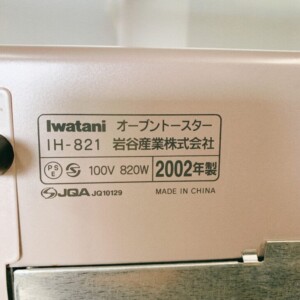 Iwatani オーブントースター
IH-821 岩谷産業株式会社
PSE S 100V 820W 2002年製
S JQA JQ10129 MADE IN CHINA